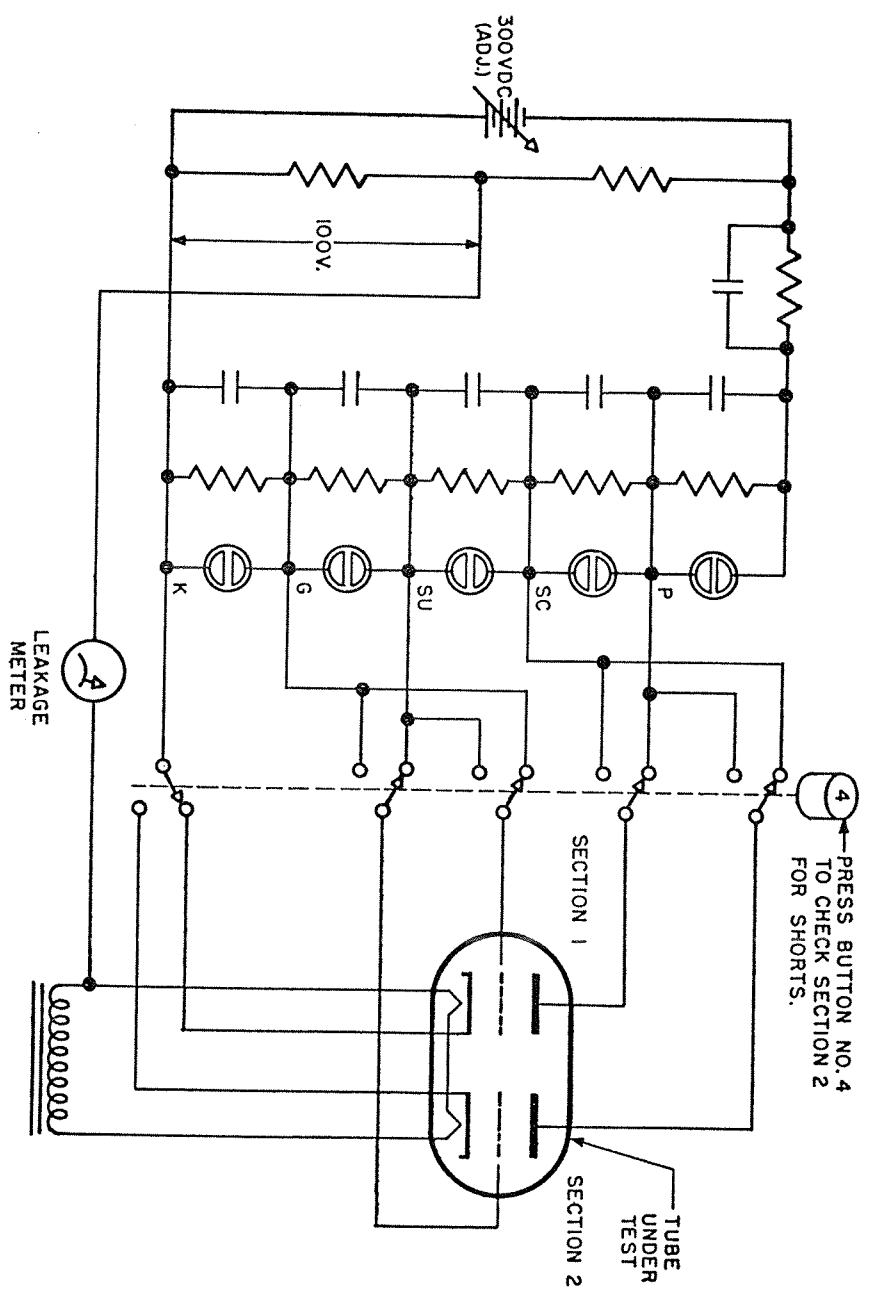 300VDC
(ADJ.)
100V.
K
G
SU
SC
P
LEAKAGE
METER
4
PRESS BUTTON NO. 4
TO CHECK SECTION 2
FOR SHORTS.
SECTION 1
SECTION 2
TUBE
UNDER
TEST